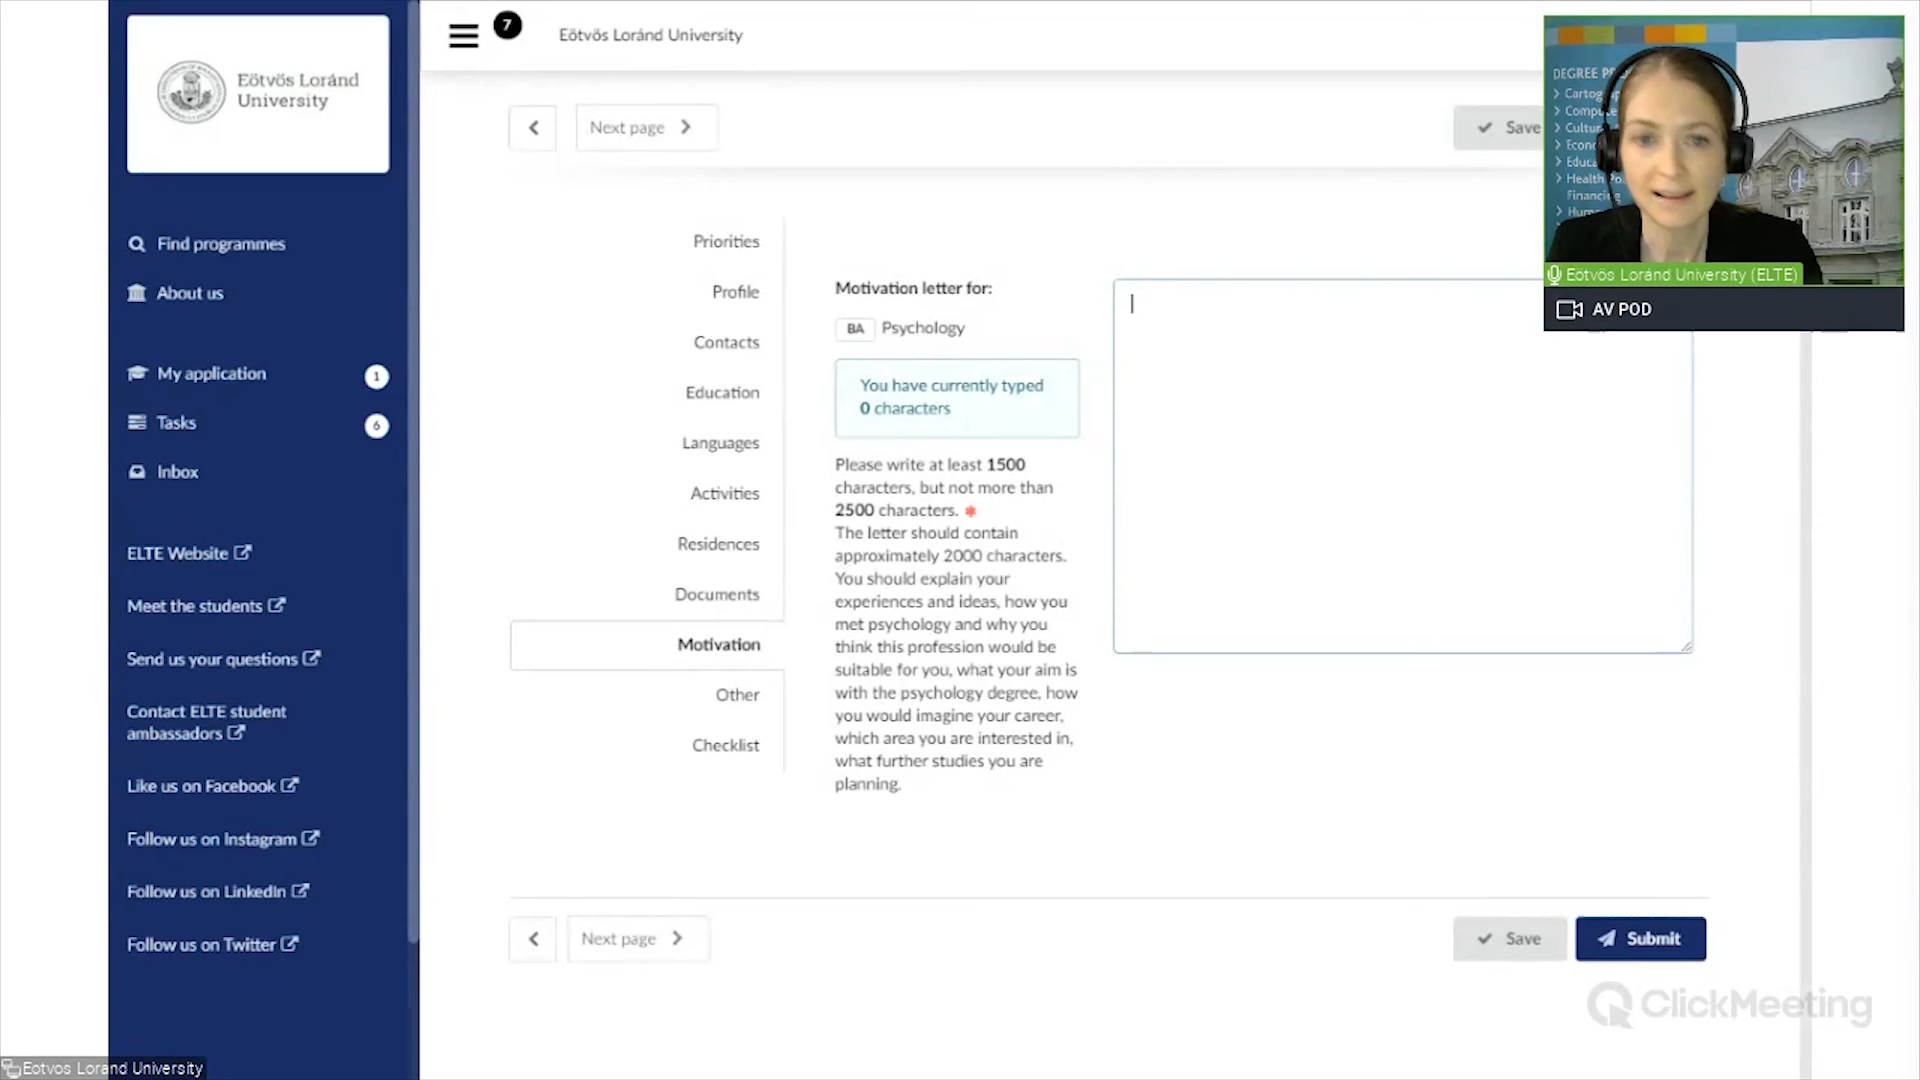 Eötvös Loránd
University
Find programmes
About us
My application
1
Tasks
6
Inbox
ELTE Website
Meet the students
Send us your questions
Contact ELTE student
ambassadors
Like us on Facebook
Follow us on Instagram
Follow us on LinkedIn
Follow us on Twitter
Eotvos Lorand University
7
Eötvös Loránd University
Next page
Save
Priorities
Profile
Contacts
Education
Languages
Activities
Residences
Documents
Motivation
Other
Checklist
Motivation letter for:
BA Psychology
You have currently typed
0 characters
Please write at least 1500
characters, but not more than
2500 characters. *
The letter should contain
approximately 2000 characters.
You should explain your
experiences and ideas, how you
met psychology and why you
think this profession would be
suitable for you, what your aim is
with the psychology degree, how
you would imagine your career,
which area you are interested in,
what further studies you are
planning.
Next page
Save
Submit
DEGREE
Financing
Eötvös Loránd University (ELTE)
AV POD
ClickMeeting